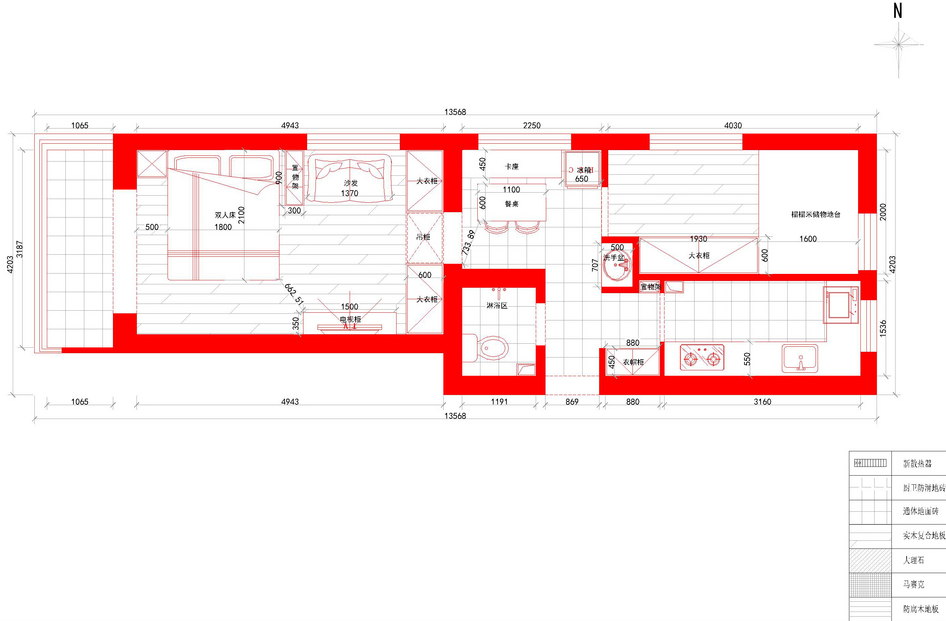 N
13568
1065
4943
2250
4030
4203
3187
500
双人床
1800
2100
900
置物架
300
沙发
1370
大衣柜
吊柜
600
大衣柜
662.51
1500
电视柜
350
450
卡座
冰箱
650
1100
600
餐桌
733.89
淋浴区
500
洗手盆
707
置物架
880
450
衣帽柜
1930
大衣柜
600
榻榻米储物地台
1600
2000
4203
1536
550
1065
4943
1191
869
880
3160
13568
新散热器
厨卫防滑地砖
通体地面砖
实木复合地板
大理石
马赛克
防腐木地板